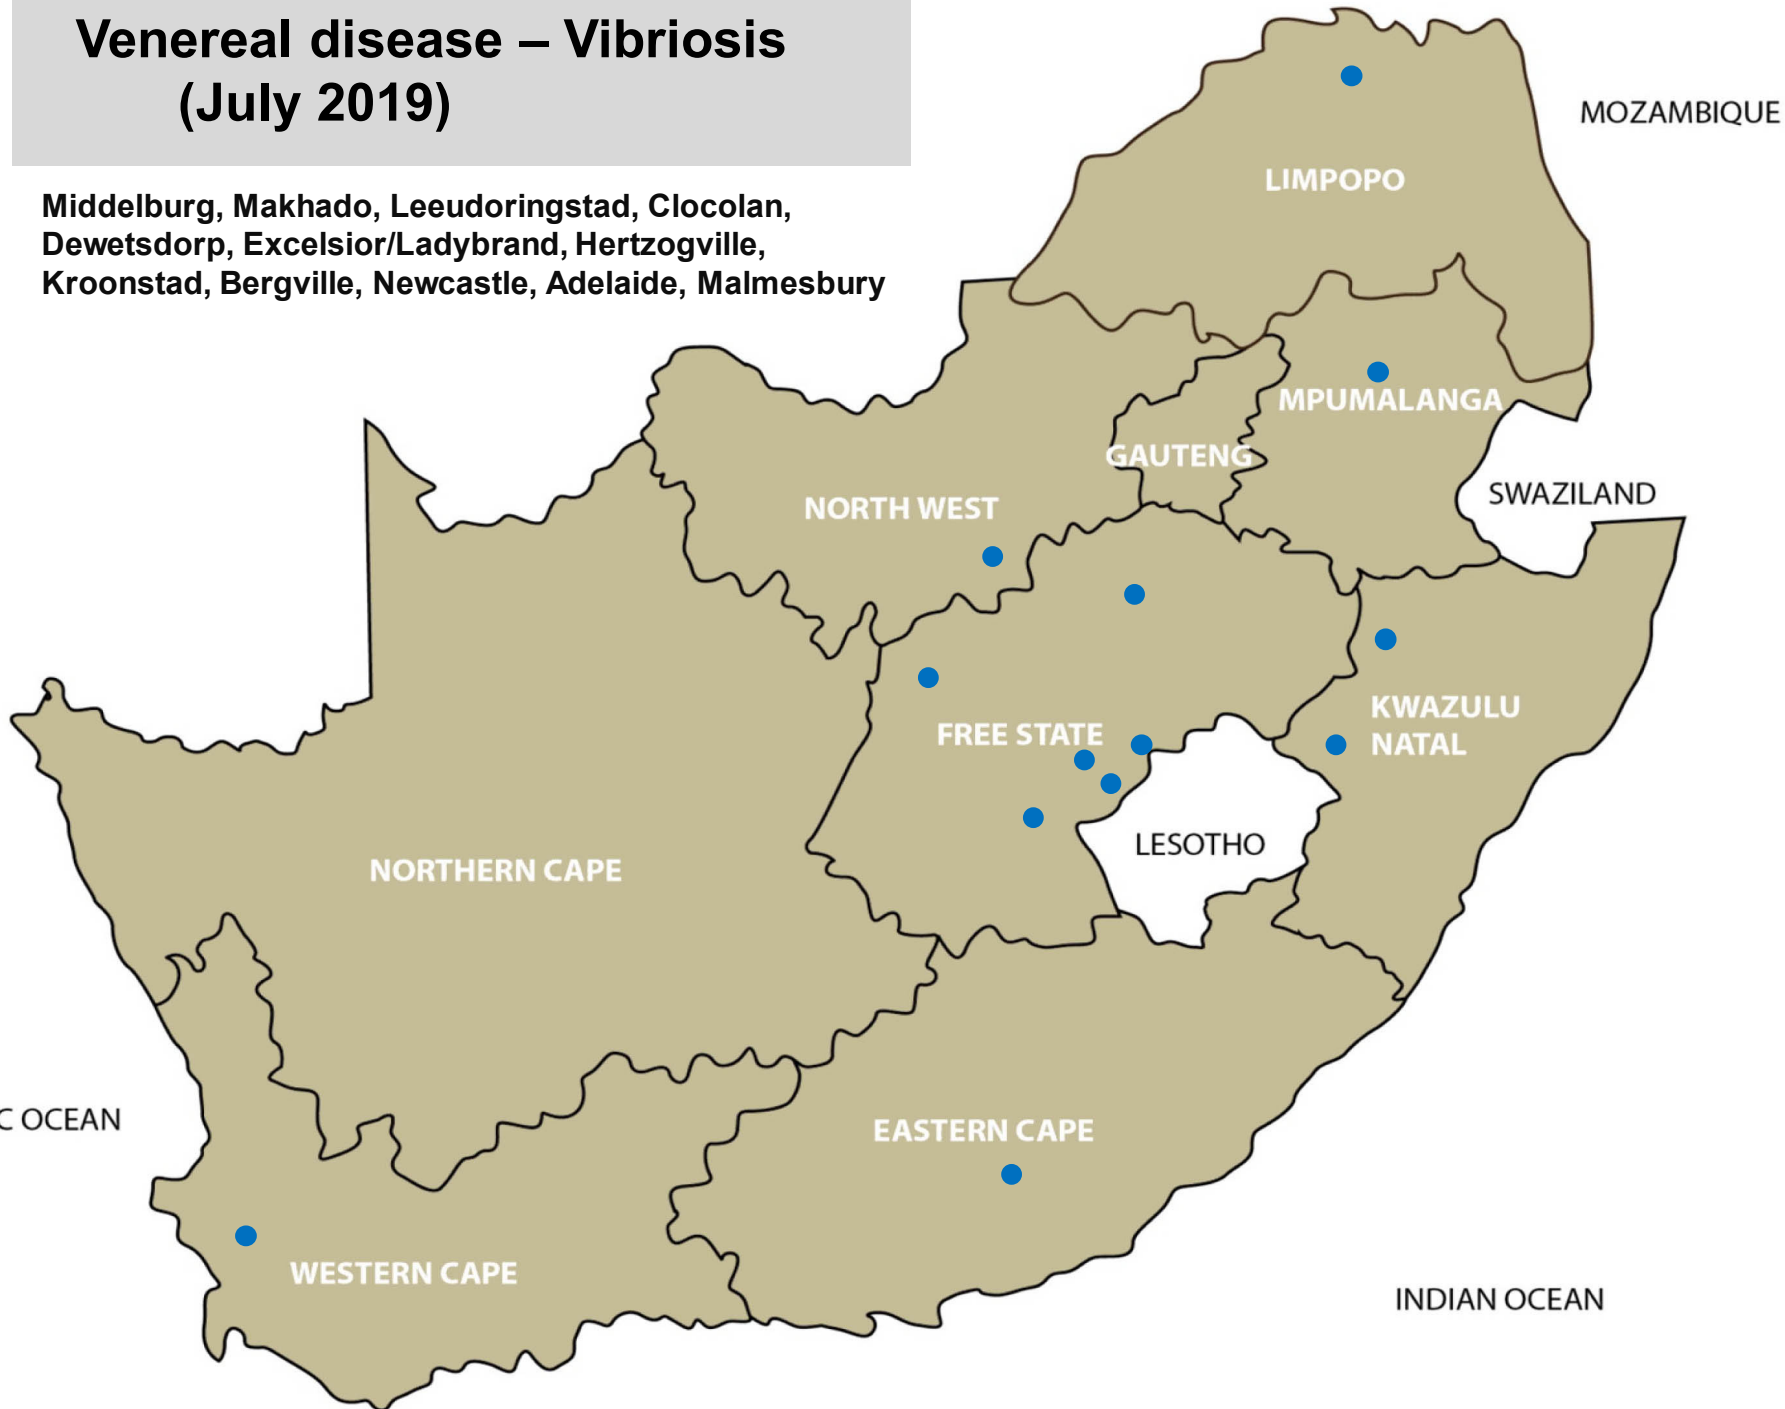 Venereal disease – Vibriosis
(July 2019)
Middelburg, Makhado, Leeudoringstad, Clocolan,
Dewetsdorp, Excelsior/Ladybrand, Hertzogville,
Kroonstad, Bergville, Newcastle, Adelaide, Malmesbury
MOZAMBIQUE
LIMPOPO
MPUMALANGA
GAUTENG
SWAZILAND
NORTH WEST
KWAZULU
NATAL
FREE STATE
LESOTHO
NORTHERN CAPE
C OCEAN
EASTERN CAPE
WESTERN CAPE
INDIAN OCEAN